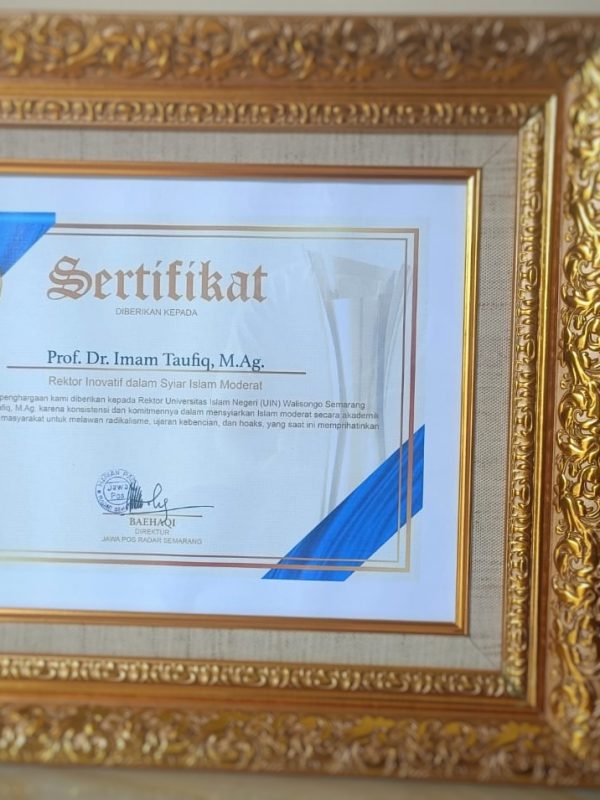 Sertifikat
DIBERIKAN KEPADA
Prof. Dr. Imam Taufiq, M.Ag.
Rektor Inovatif dalam Syiar Islam Moderat
penghargaan kami diberikan kepada Rektor Universitas Islam Negeri (UIN) Walisongo Semarang
fiq, M.Ag. karena konsistensi dan komitmennya dalam mensyiarkan Islam moderat secara akademik
masyarakat untuk melawan radikalisme, ujaran kebencian, dan hoaks, yang saat ini memprihatinkan
Jawa
Pos
BAEHAQI
DIREKTUR
JAWA POS RADAR SEMARANG